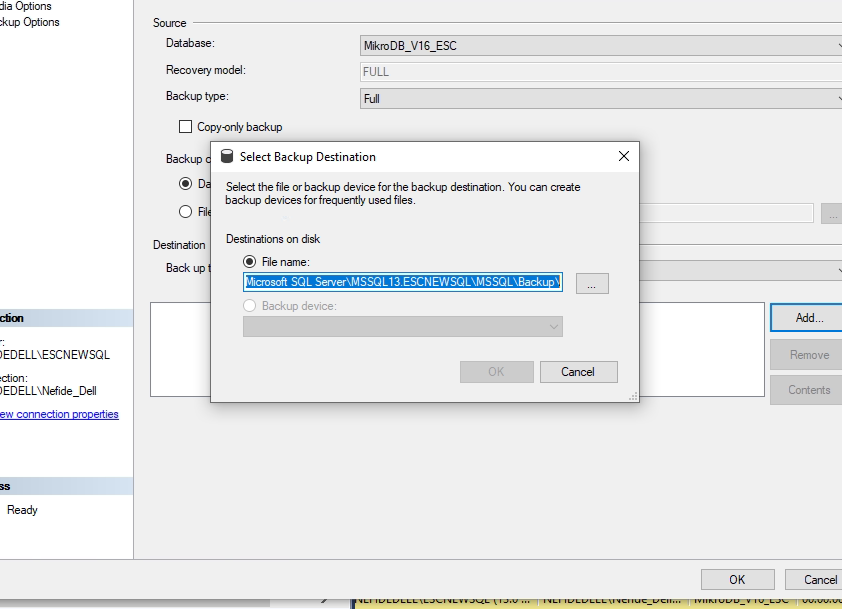 dia Options
ckup Options
Source
Database:
MikroDB_V16_ESC
Recovery model:
FULL
Backup type:
Full
Copy-only backup
Backup c
Da
File
...
Destination
Back up t
Select Backup Destination
Select the file or backup device for the backup destination. You can create
backup devices for frequently used files.
Destinations on disk
File name:
Microsoft SQL Server\MSSQL13.ESCNEWSQL\MSSQL\Backup\
...
Backup device:
OK
Cancel
Add...
Remove
Contents
ction
r:
DEDELL\ESCNEWSQL
ection:
DEDELL\Nefide_Dell
ew connection properties
ss
Ready
OK
Cancel
NEFIDEDELL\ESCNEWSQL (13.0 ...
NEFIDEDELL\Nefide_Dell...
MikroDB_V16_ESC
00:00:0